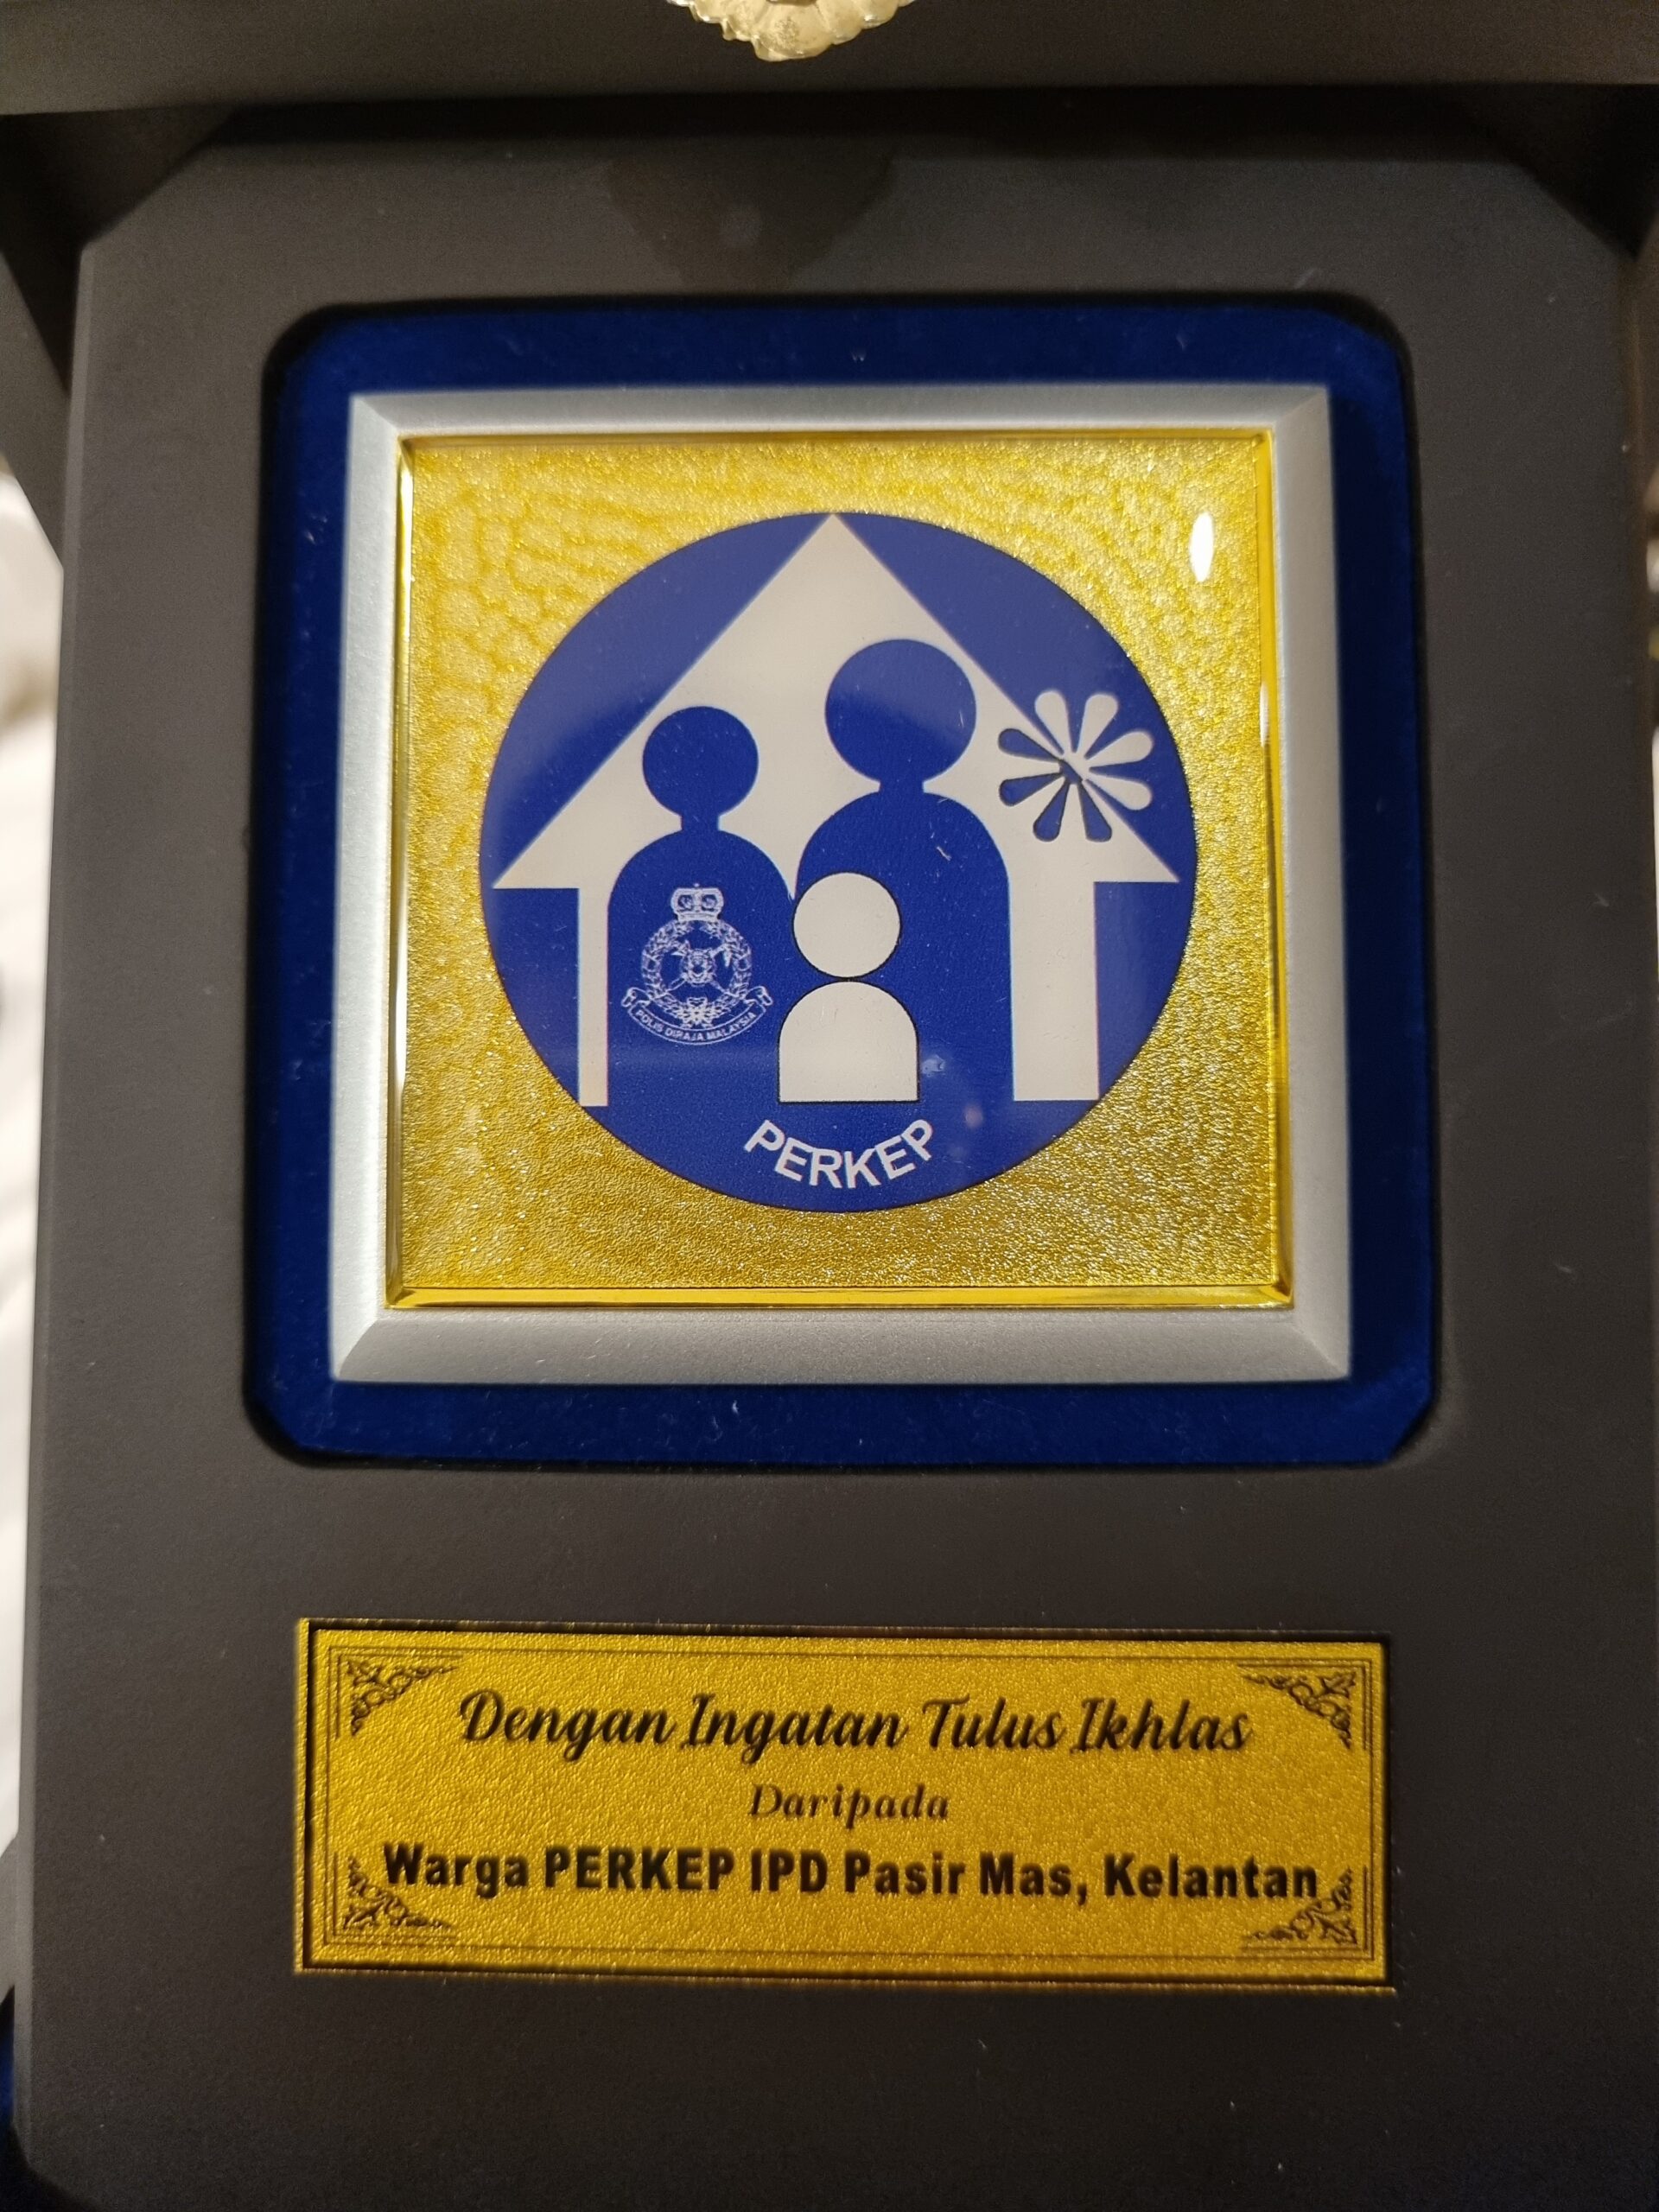 POLIS DIRAJA MALAYSIA
PERKEP
Dengan Ingatan Tulus Ikhlas
Daripada
Warga PERKEP IPD Pasir Mas, Kelantan